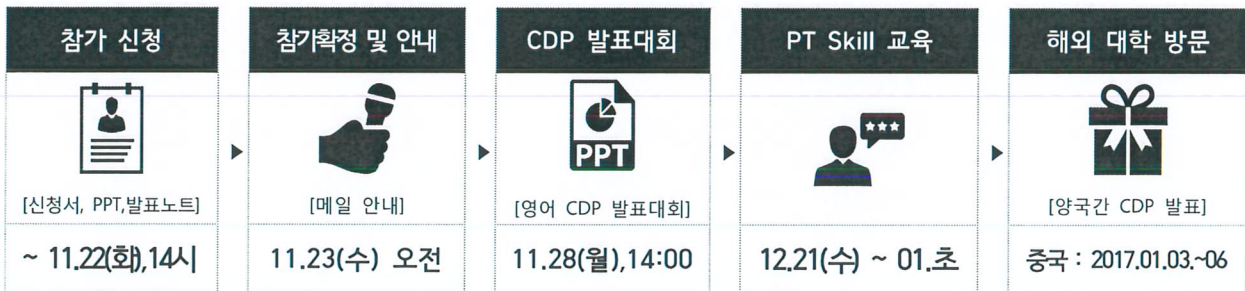 참가 신청
[신청서, PPT,발표노트]
~ 11.22(화),14시
참가확정 및 안내
[메일 안내]
11.23(수) 오전
CDP 발표대회
PPT
[영어 CDP 발표대회]
11.28(월),14:00
PT Skill 교육
12.21(수) ~ 01.초
해외 대학 방문
[양국간 CDP 발표]
중국 : 2017.01.03.~06